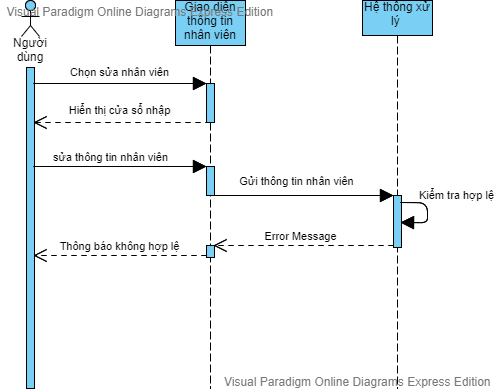 Visual Paradigm Online Diagrams Express Edition
Giao diện
thông tin
nhân viên
Hệ thống xử
lý
Người
dùng
Chọn sửa nhân viên
Hiển thị cửa sổ nhập
sửa thông tin nhân viên
Gửi thông tin nhân viên
Kiểm tra hợp lệ
Error Message
Thông báo không hợp lệ
Visual Paradigm Online Diagrams Express Edition